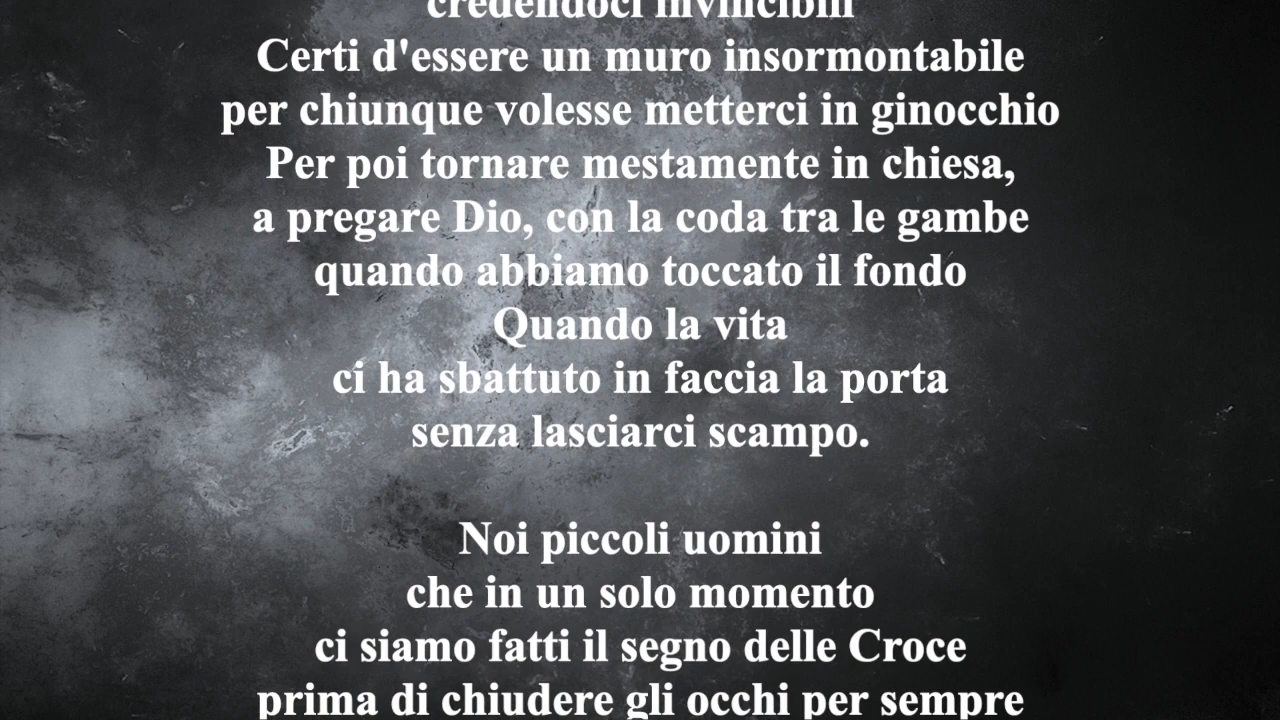 credendoci invincibili
Certi d'essere un muro insormontabile
per chiunque volesse metterci in ginocchio
Per poi tornare mestamente in chiesa,
a pregare Dio, con la coda tra le gambe
quando abbiamo toccato il fondo
Quando la vita
ci ha sbattuto in faccia la porta
senza lasciarci scampo.
Noi piccoli uomini
che in un solo momento
ci siamo fatti il segno delle Croce
prima di chiudere gli occhi per sempre